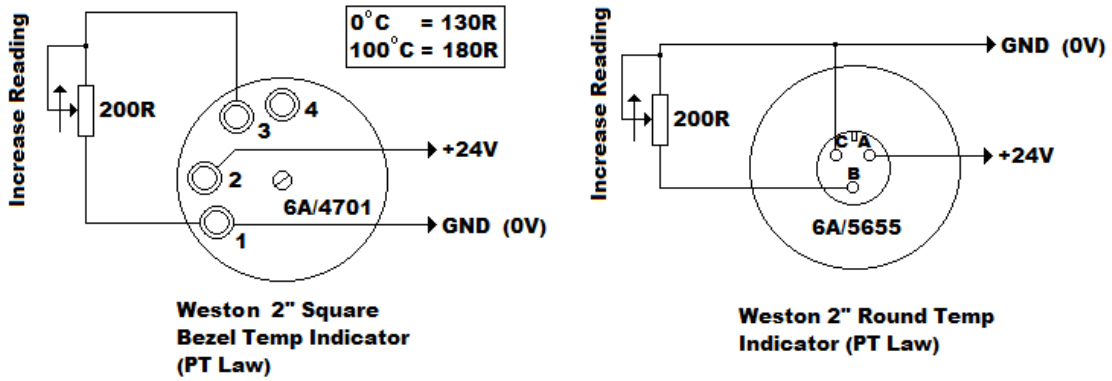 Increase Reading
200R
0°C = 130R
100°C = 180R
4
3
2
+24V
6A/4701
1
GND (0V)
Weston 2" Square
Bezel Temp Indicator
(PT Law)
Increase Reading
200R
GND (0V)
C A
B
+24V
6A/5655
Weston 2" Round Temp
Indicator (PT Law)